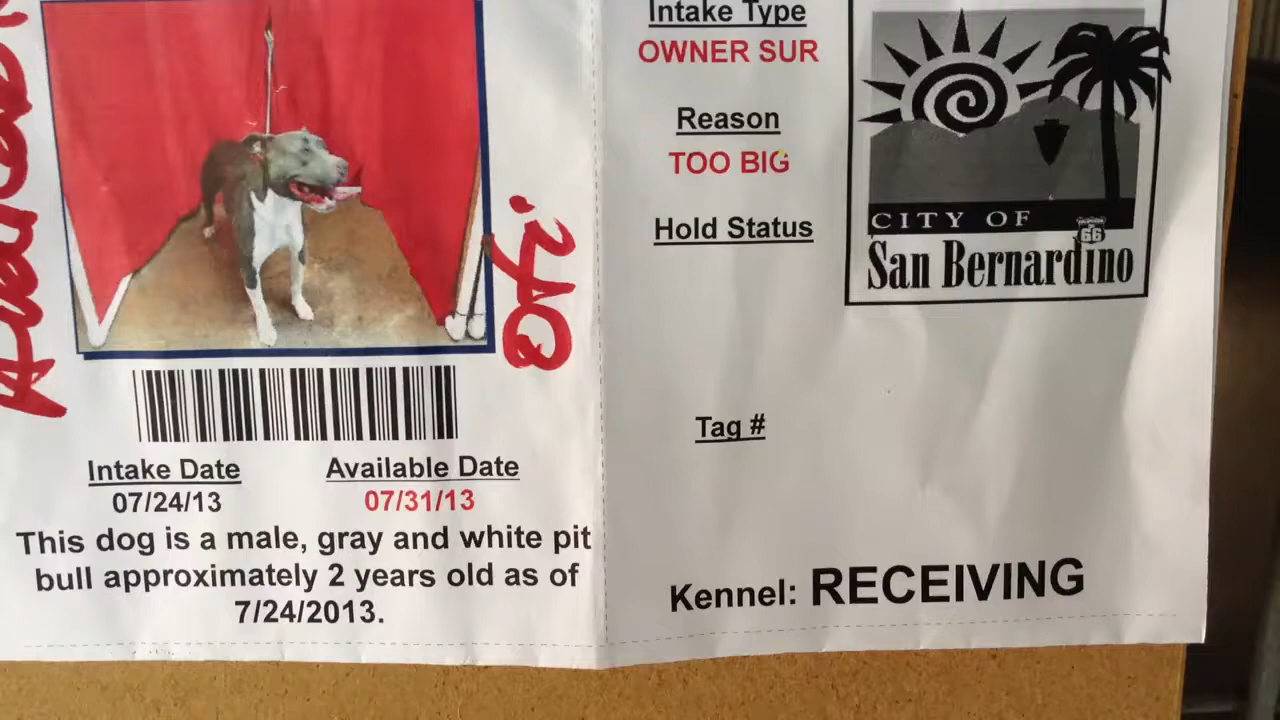 Intake Type
OWNER SUR
Reason
TOO BIG
Hold Status
CITY OF
66
San Bernardino
Tag #
Intake Date
07/24/13
Available Date
07/31/13
This dog is a male, gray and white pit
bull approximately 2 years old as of
7/24/2013.
Kennel: RECEIVING